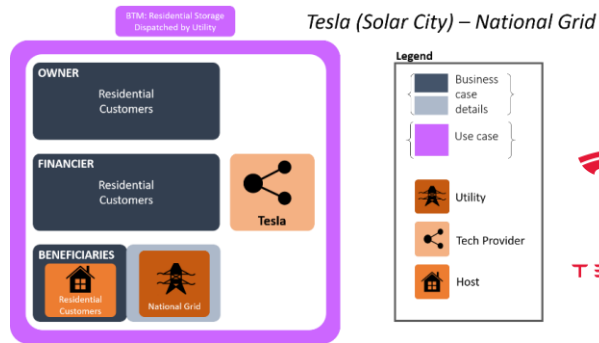 BTM: Residential Storage
Dispatched by Utility
Tesla (Solar City) – National Grid
OWNER
Residential
Customers
FINANCIER
Residential
Customers
Tesla
BENEFICIARIES
Residential
Customers
National Grid
Legend
Business
case
details
Use case
Utility
Tech Provider
Host